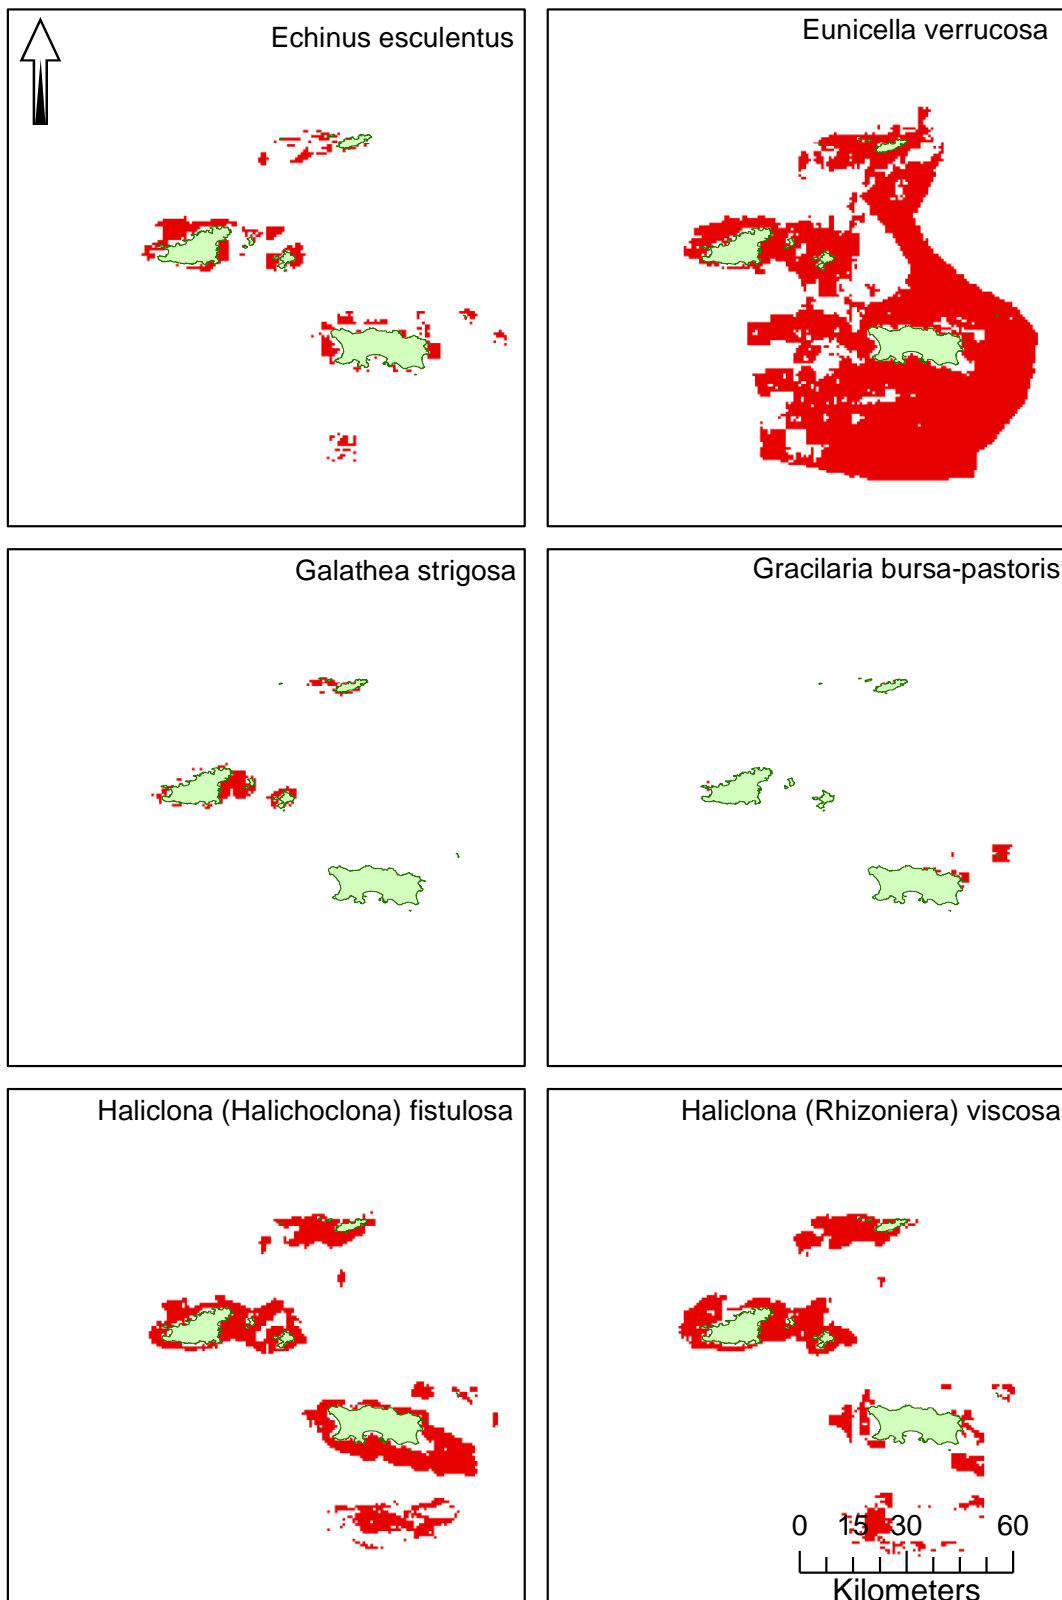 Echinus esculentus
Eunicella verrucosa
Galathea strigosa
Gracilaria bursa-pastoris
Haliclona (Halichoclona) fistulosa
Haliclona (Rhizoniera) viscosa
0 15 30 60
Kilometers